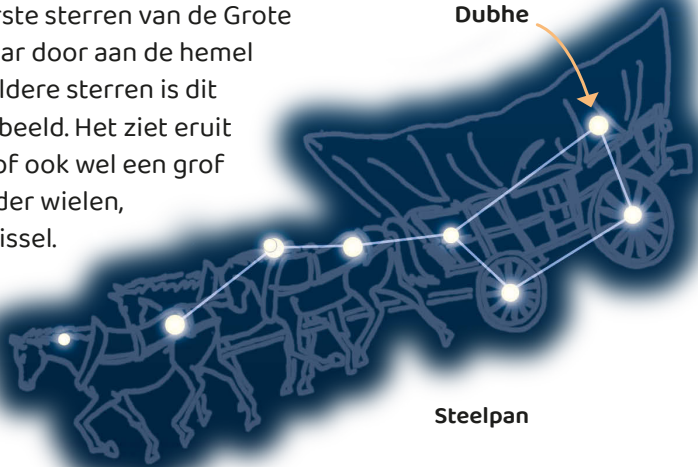 rste sterren van de Grote
ar door aan de hemel
ldere sterren is dit
beeld. Het ziet eruit
of ook wel een grof
der wielen,
issel.
Dubhe
Steelpan